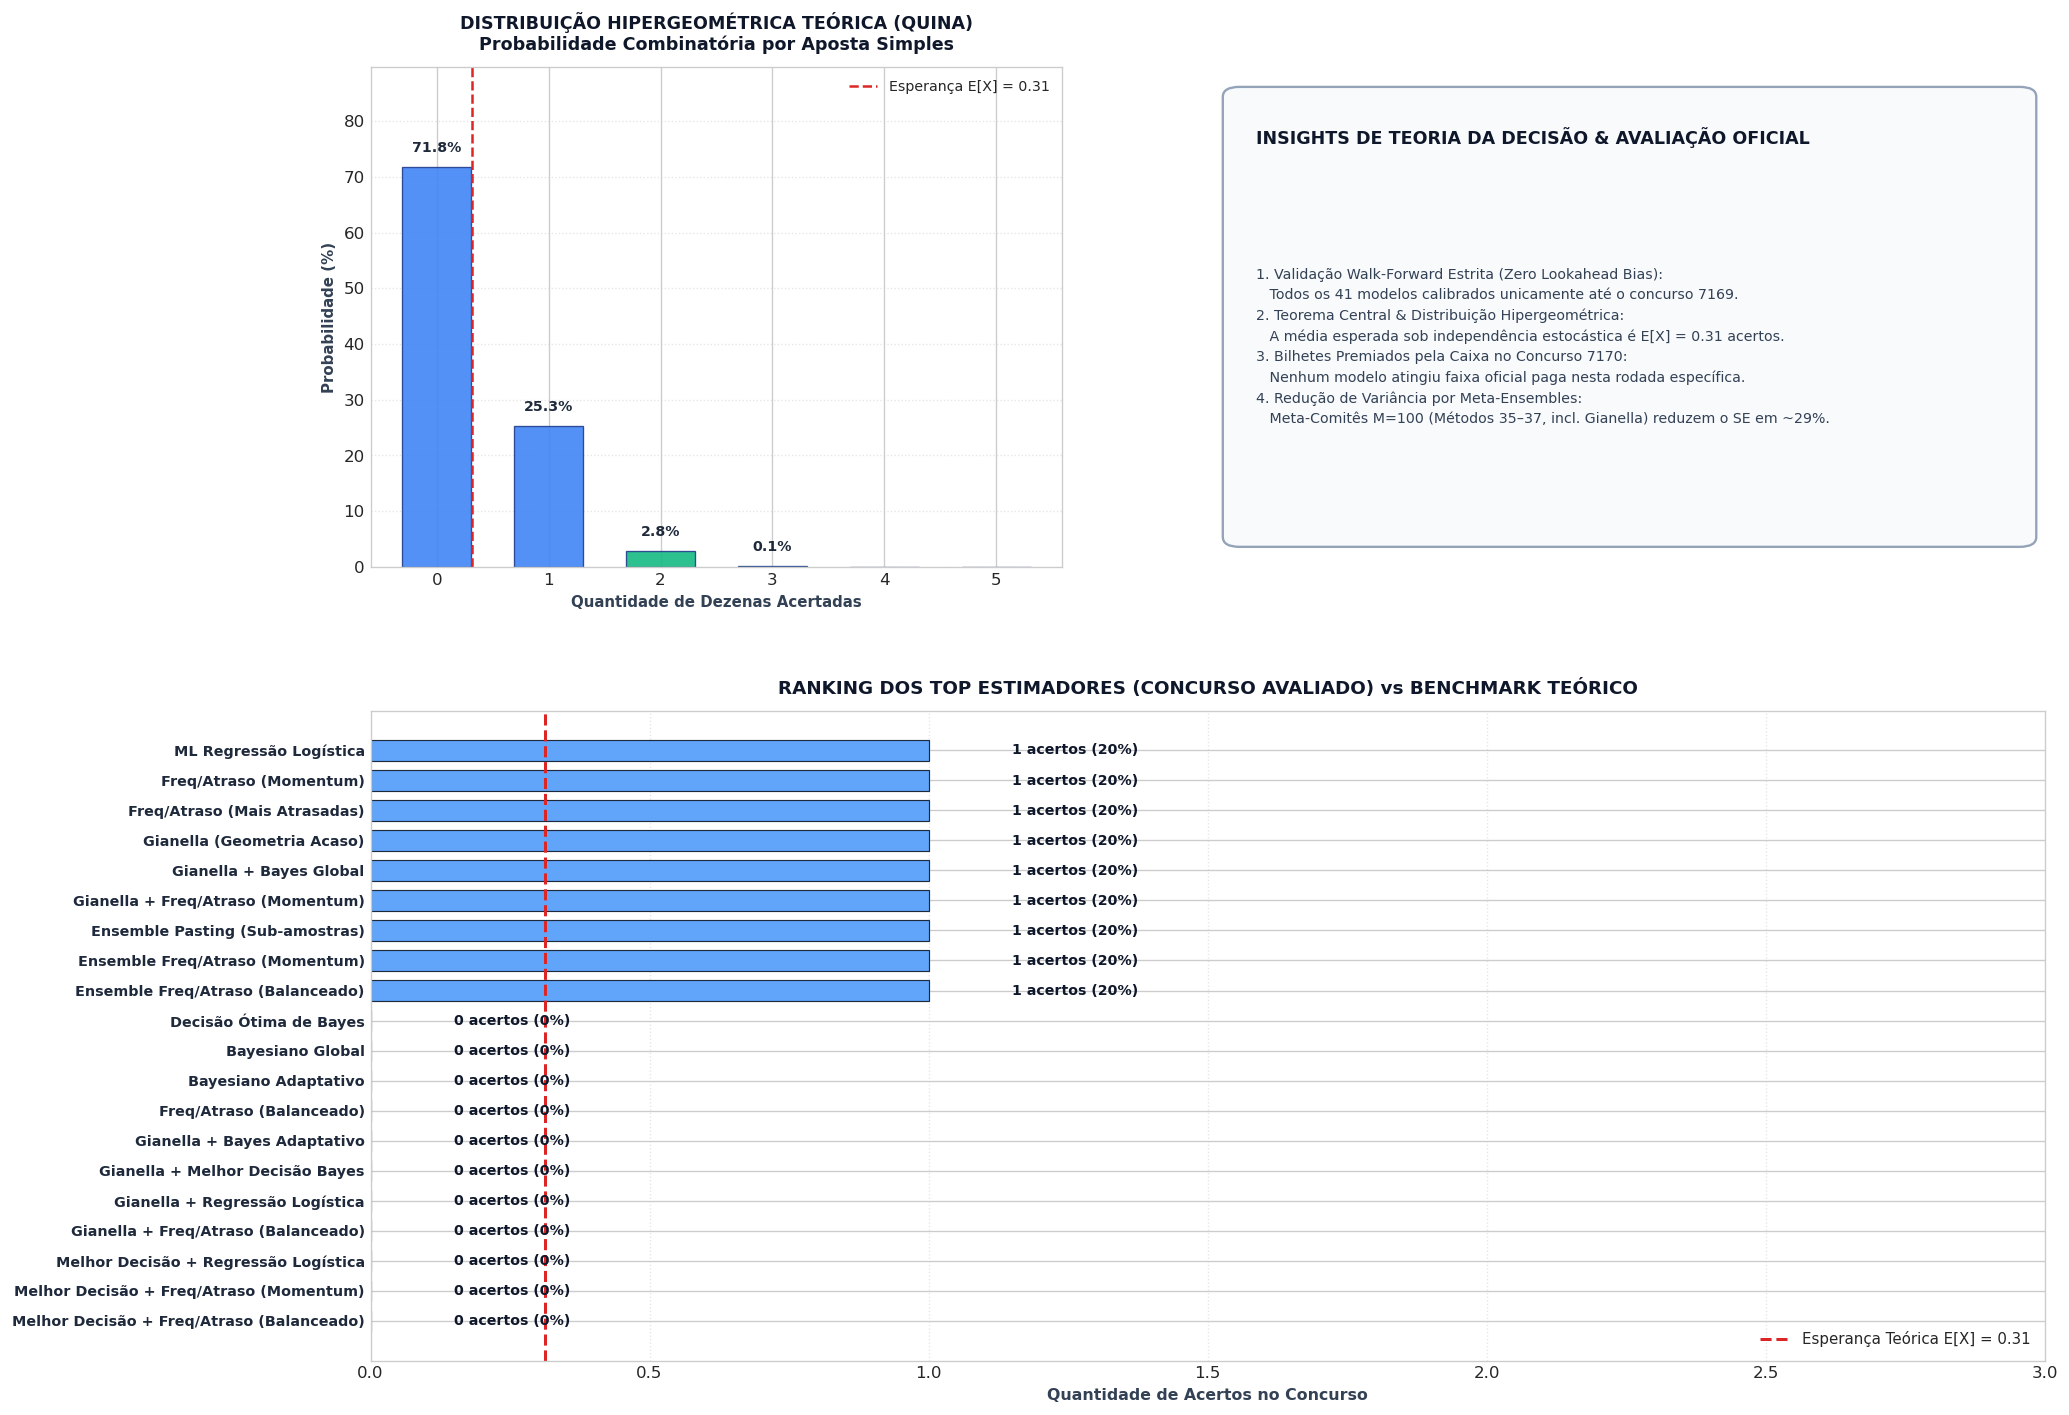 DISTRIBUIÇÃO HIPERGEOMÉTRICA TEÓRICA (QUINA)
Probabilidade Combinatória por Aposta Simples
Esperança E[X] = 0.31
Probabilidade (%)
80
70
60
50
40
30
20
10
0
71.8%
25.3%
2.8%
0.1%
0 1 2 3 4 5
Quantidade de Dezenas Acertadas
INSIGHTS DE TEORIA DA DECISÃO & AVALIAÇÃO OFICIAL
1. Validação Walk-Forward Estrita (Zero Lookahead Bias):
Todos os 41 modelos calibrados unicamente até o concurso 7169.
2. Teorema Central & Distribuição Hipergeométrica:
A média esperada sob independência estocástica é E[X] = 0.31 acertos.
3. Bilhetes Premiados pela Caixa no Concurso 7170:
Nenhum modelo atingiu faixa oficial paga nesta rodada específica.
4. Redução de Variância por Meta-Ensembles:
Meta-Comitês M=100 (Métodos 35–37, incl. Gianella) reduzem o SE em ~29%.
RANKING DOS TOP ESTIMADORES (CONCURSO AVALIADO) vs BENCHMARK TEÓRICO
ML Regressão Logística 1 acertos (20%)
Freq/Atraso (Momentum) 1 acertos (20%)
Freq/Atraso (Mais Atrasadas) 1 acertos (20%)
Gianella (Geometria Acaso) 1 acertos (20%)
Gianella + Bayes Global 1 acertos (20%)
Gianella + Freq/Atraso (Momentum) 1 acertos (20%)
Ensemble Pasting (Sub-amostras) 1 acertos (20%)
Ensemble Freq/Atraso (Momentum) 1 acertos (20%)
Ensemble Freq/Atraso (Balanceado) 1 acertos (20%)
Decisão Ótima de Bayes 0 acertos (0%)
Bayesiano Global 0 acertos (0%)
Bayesiano Adaptativo 0 acertos (0%)
Freq/Atraso (Balanceado) 0 acertos (0%)
Gianella + Bayes Adaptativo 0 acertos (0%)
Gianella + Melhor Decisão Bayes 0 acertos (0%)
Gianella + Regressão Logística 0 acertos (0%)
Gianella + Freq/Atraso (Balanceado) 0 acertos (0%)
Melhor Decisão + Regressão Logística 0 acertos (0%)
Melhor Decisão + Freq/Atraso (Momentum) 0 acertos (0%)
Melhor Decisão + Freq/Atraso (Balanceado) 0 acertos (0%)
Esperança Teórica E[X] = 0.31
0.0 0.5 1.0 1.5 2.0 2.5 3.0
Quantidade de Acertos no Concurso